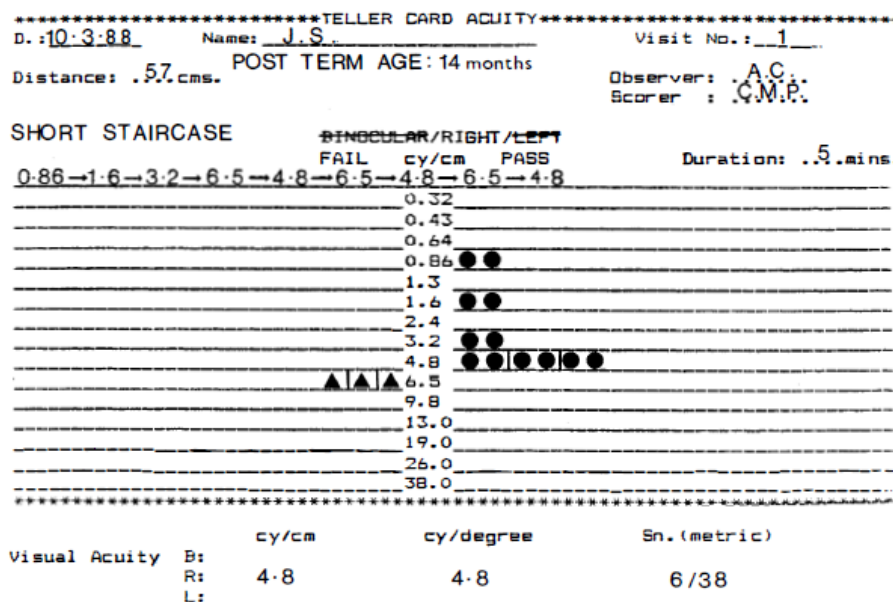 ************************TELLER CARD ACUITY************************
D.:10·3·88 Name: J.S. Visit No.: 1
Distance: .57.cms. POST TERM AGE: 14 months Observer: A.C.
Scorer : C.M.P.
SHORT STAIRCASE BINOCULAR/RIGHT/LEFT
FAIL cy/cm PASS Duration: ..5.mins
0·86→1·6→3·2→6·5→4·8→6·5→4·8→6·5→4·8
0.32
0.43
0.64
0.86
1.3
1.6
2.4
3.2
4.8
6.5
9.8
13.0
19.0
26.0
38.0
cy/cm cy/degree Sn.(metric)
Visual Acuity B:
R: 4·8 4·8 6/38
L: